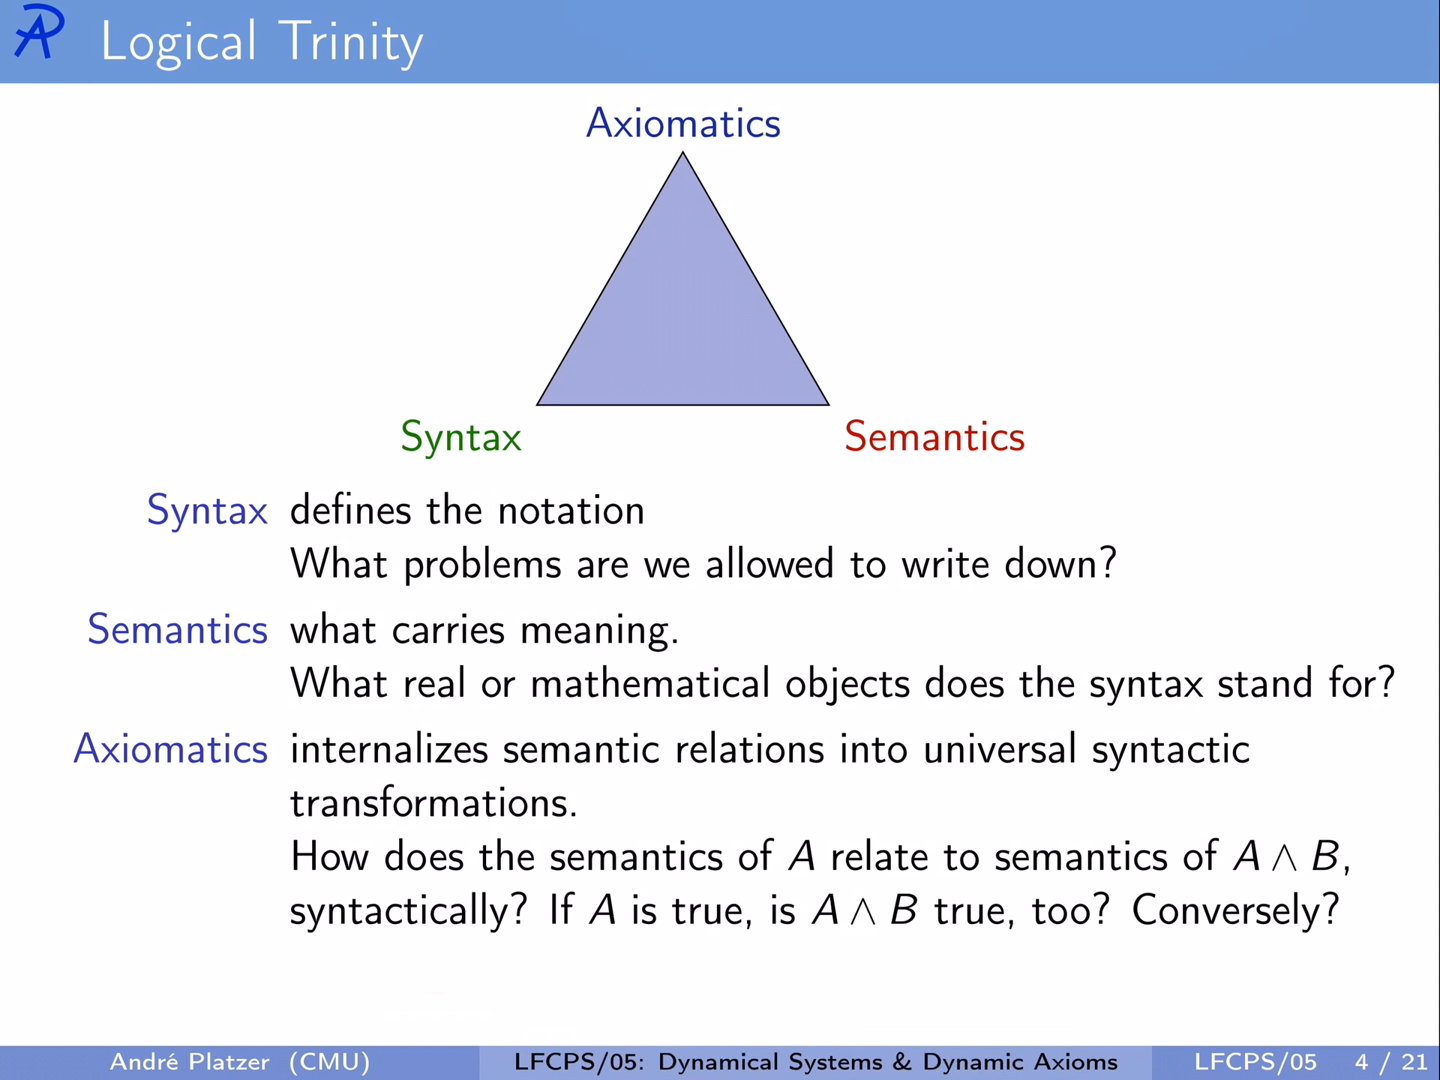 Logical Trinity
Axiomatics
Syntax
Semantics
Syntax defines the notation
What problems are we allowed to write down?
Semantics what carries meaning.
What real or mathematical objects does the syntax stand for?
Axiomatics internalizes semantic relations into universal syntactic
transformations.
How does the semantics of A relate to semantics of A ∧ B,
syntactically? If A is true, is A ∧ B true, too? Conversely?
André Platzer (CMU) LFCPS/05: Dynamical Systems & Dynamic Axioms LFCPS/05 4 / 21